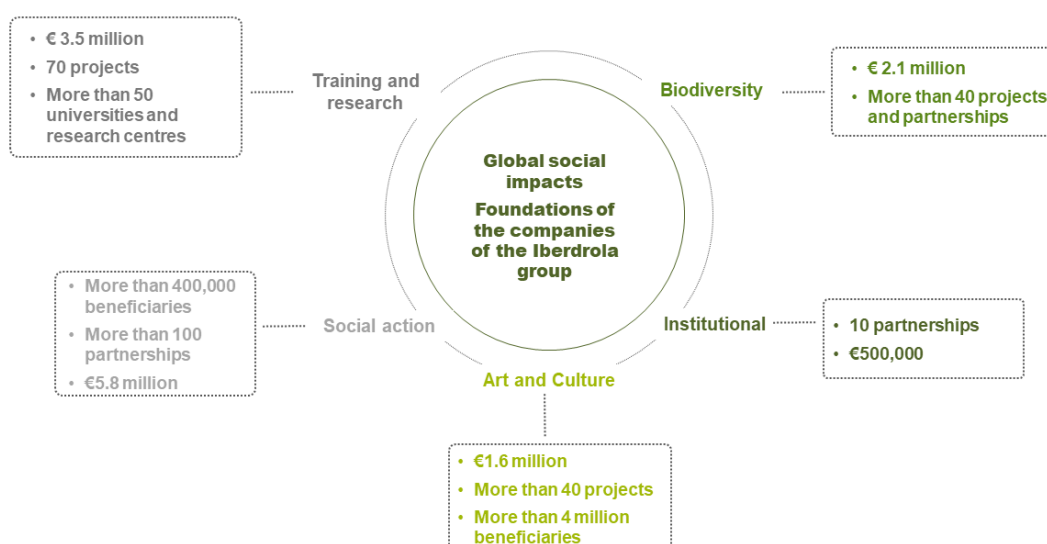 • € 3.5 million
• 70 projects
• More than 50
universities and
research centres
Training and
research
Biodiversity
• € 2.1 million
• More than 40 projects
and partnerships
Global social
impacts
Foundations of
the companies
of the Iberdrola
group
• More than 400,000
beneficiaries
• More than 100
partnerships
• €5.8 million
Social action
Institutional
• 10 partnerships
• €500,000
Art and Culture
• €1.6 million
• More than 40 projects
• More than 4 million
beneficiaries